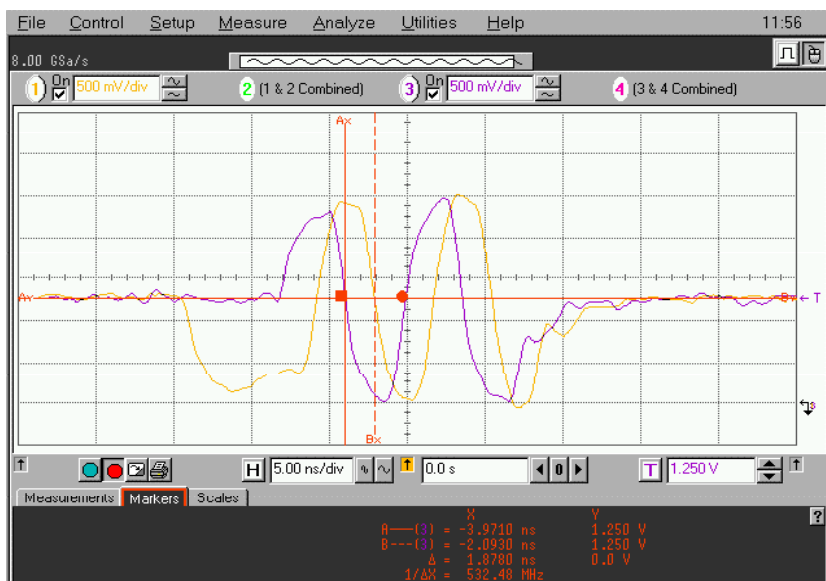 File Control Setup Measure Analyze Utilities Help 11:56
8.00 GSa/s
1 On 500 mV/div 2 (1 & 2 Combined) 3 On 500 mV/div 4 (3 & 4 Combined)
Ax
Ax Bx T
Bx
H 5.00 ns/div T 0.0 s 0 T 1.250 V
Measurements Markers Scales
?
X Y
A——(3) = -3.9710 ns 1.250 V
B---(3) = -2.0930 ns 1.250 V
Δ = 1.8780 ns 0.0 V
1/ΔX = 532.48 MHz